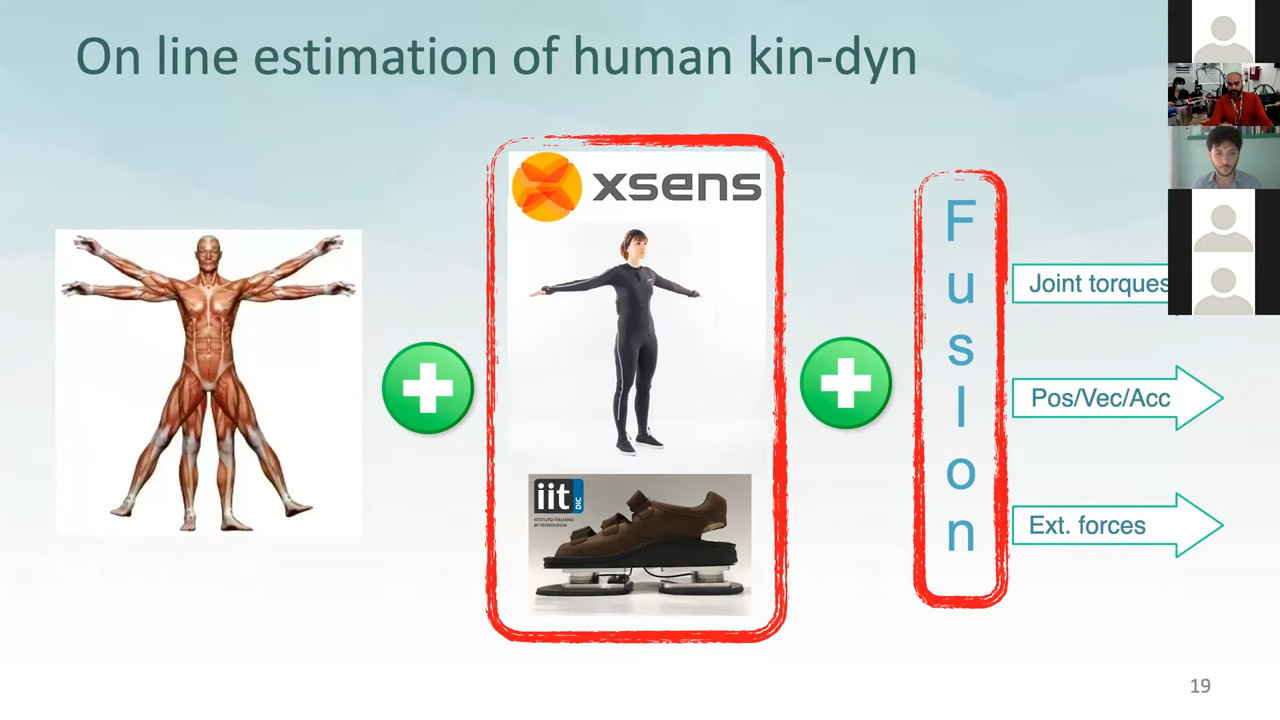 On line estimation of human kin-dyn
xsens
iit
DIC
ISTITUTO ITALIANO
DI TECNOLOGIA
F
u
s
I
o
n
Joint torques
Pos/Vec/Acc
Ext. forces
19